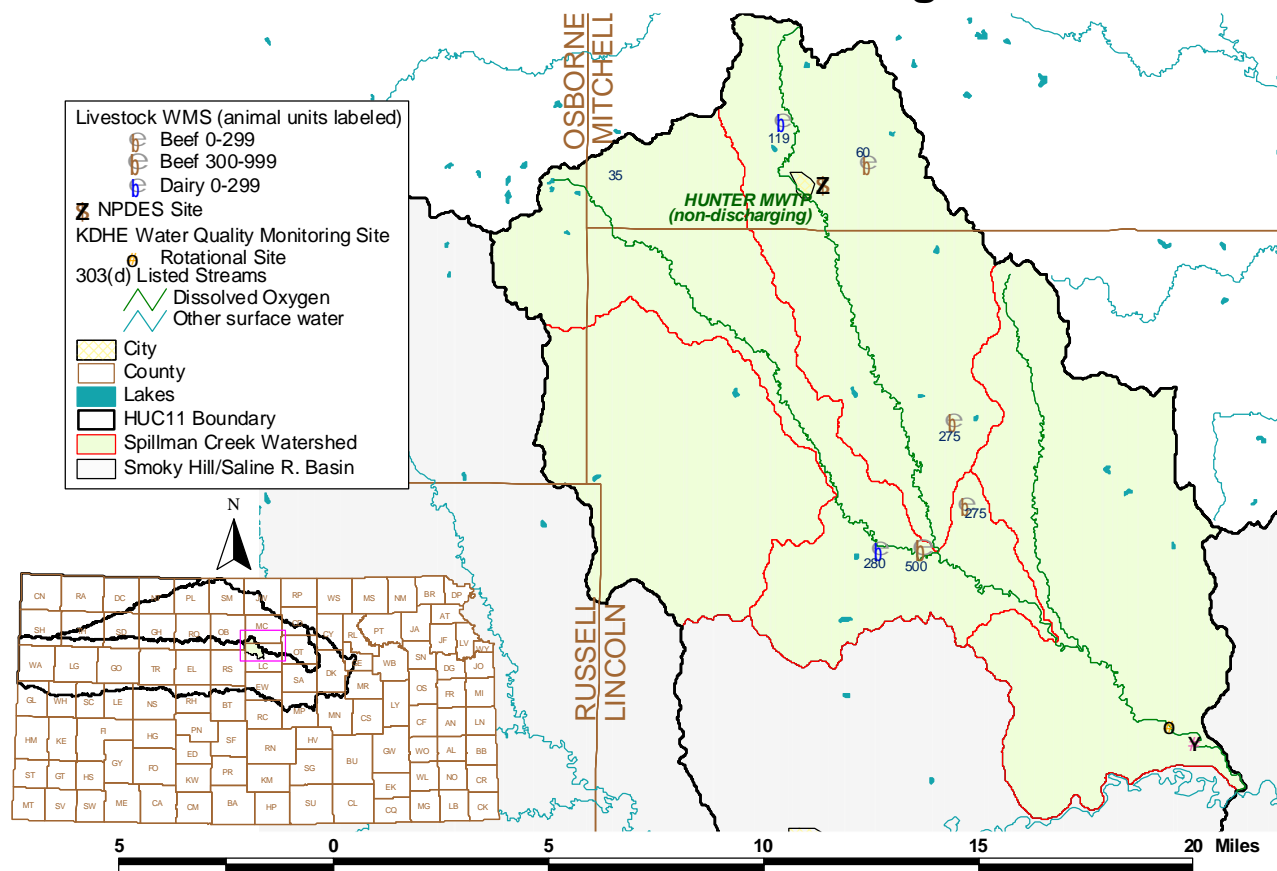 Livestock WMS (animal units labeled)
Beef 0-299
Beef 300-999
Dairy 0-299
Z NPDES Site
KDHE Water Quality Monitoring Site
Rotational Site
303(d) Listed Streams
Dissolved Oxygen
Other surface water
City
County
Lakes
HUC11 Boundary
Spillman Creek Watershed
Smoky Hill/Saline R. Basin
OSBORNE
MITCHELL
119
60
35
Z
HUNTER MWTP
(non-discharging)
275
275
280
500
RUSSELL
LINCOLN
Y
N
CN RA DC PL SM JW RP WS MS NM BR DP
AT
SH SD GH RO OB MC CY RL PT JA JF LV WY
OT
WA LG GO TR EL RS LC SA DK WB SN DG JO
EW MR
GL WH SC LE NS RH BT MP LY OS FR MI
RC MN CS
HM KE FI HG PN SF RN HV CF AN LN
ED BU GW WO AL BB
ST GT HS GY FO KW PR KM SG EK WL NO CR
MT SV SW ME CA CM BA HP SU CL CQ MG LB CK
5 0 5 10 15 20 Miles